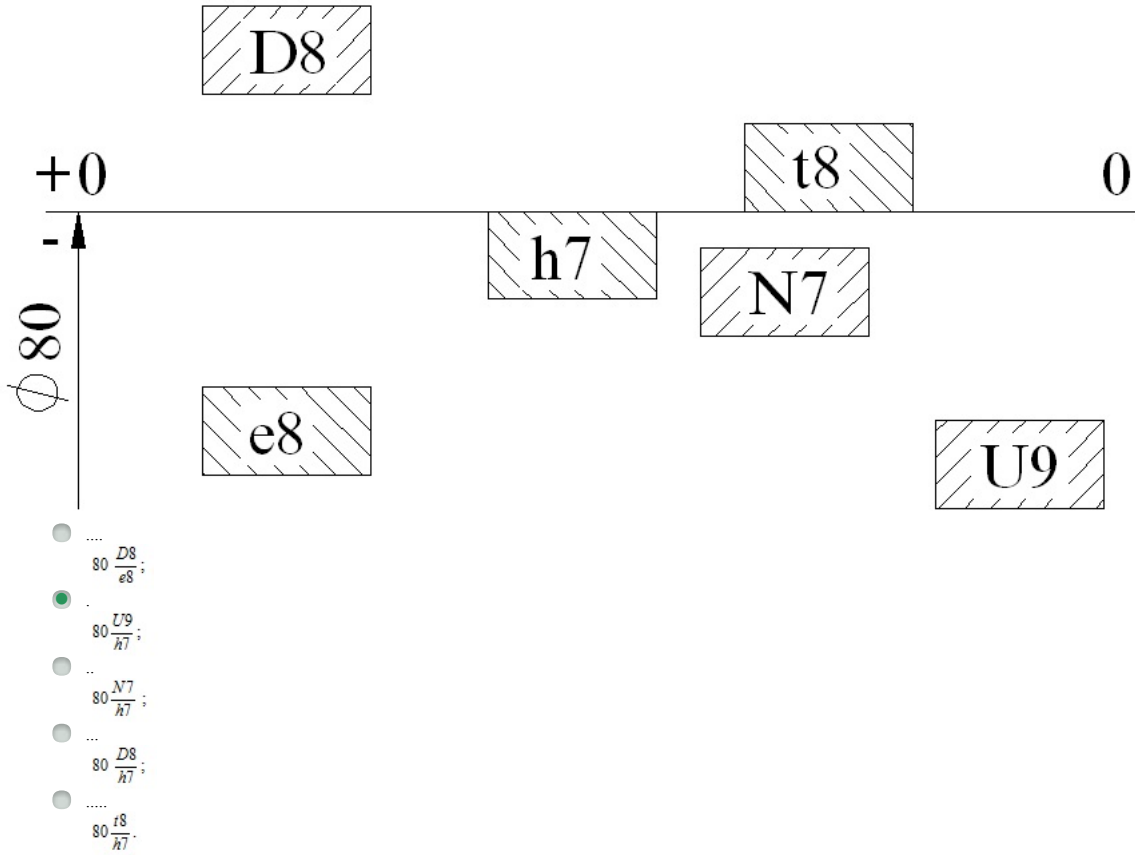 D8
t8
+0
0
-
h7
N7
⌀80
e8
U9
....
80 D8/e8;
.
80 U9/h7;
..
80 N7/h7;
...
80 D8/h7;
.....
80 t8/h7.